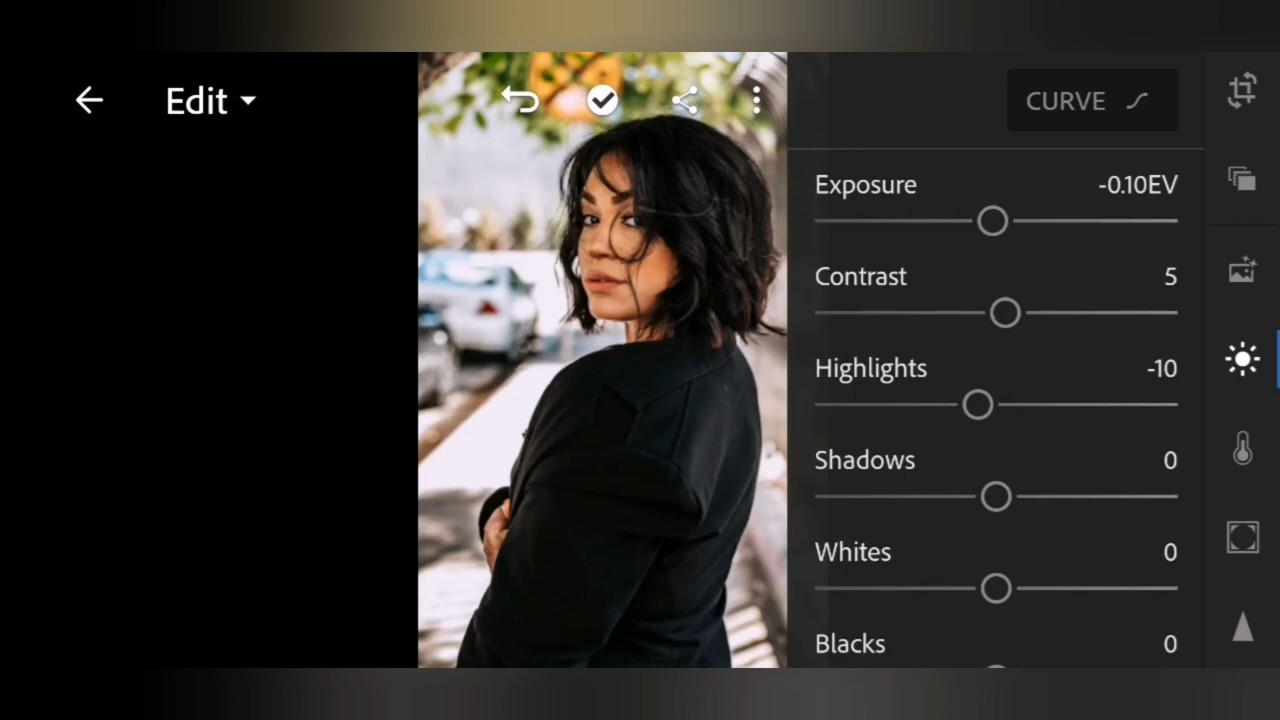 Edit
CURVE
Exposure -0.10EV
Contrast 5
Highlights -10
Shadows 0
Whites 0
Blacks 0